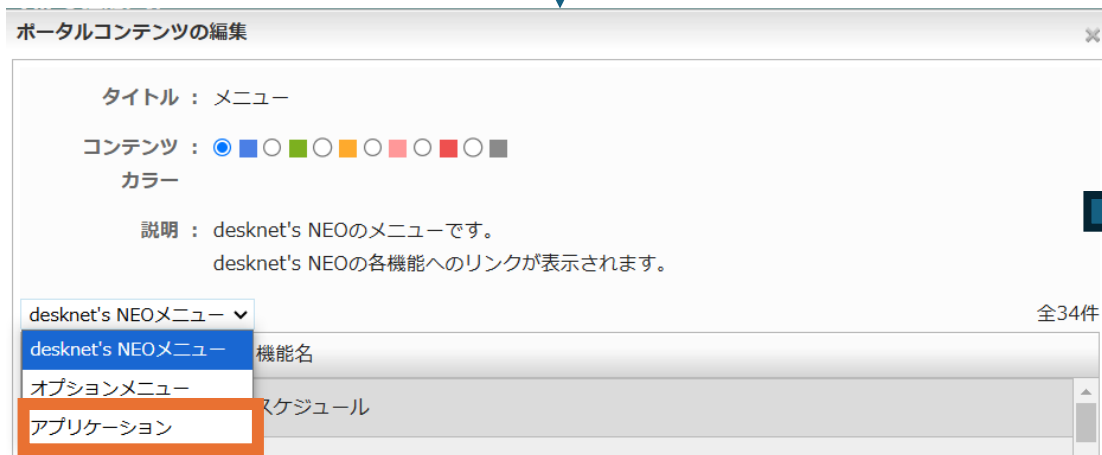 ポータルコンテンツの編集
タイトル : メニュー
コンテンツ :
カラー
説明 : desknet's NEOのメニューです。
desknet's NEOの各機能へのリンクが表示されます。
desknet's NEOメニュー
全34件
desknet's NEOメニュー
機能名
オプションメニュー
スケジュール
アプリケーション